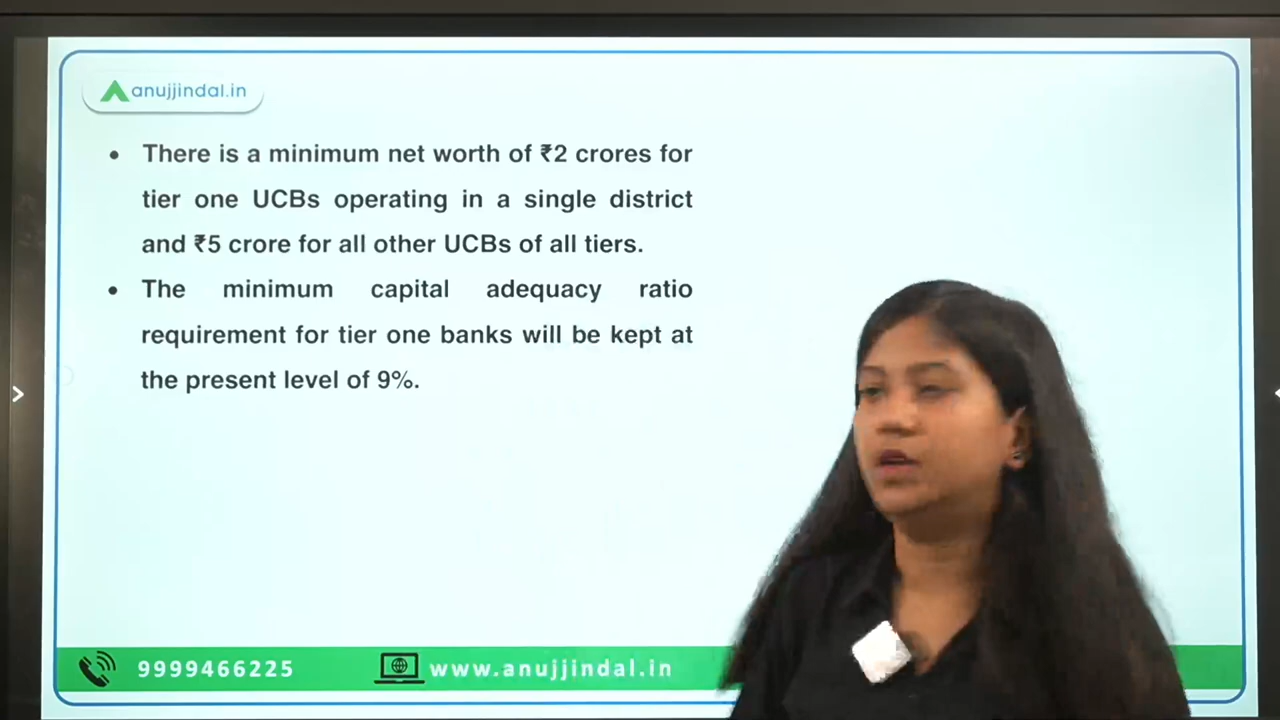 anujjindal.in
• There is a minimum net worth of ₹2 crores for
tier one UCBs operating in a single district
and ₹5 crore for all other UCBs of all tiers.
• The minimum capital adequacy ratio
requirement for tier one banks will be kept at
the present level of 9%.
9999466225
www.anujjindal.in